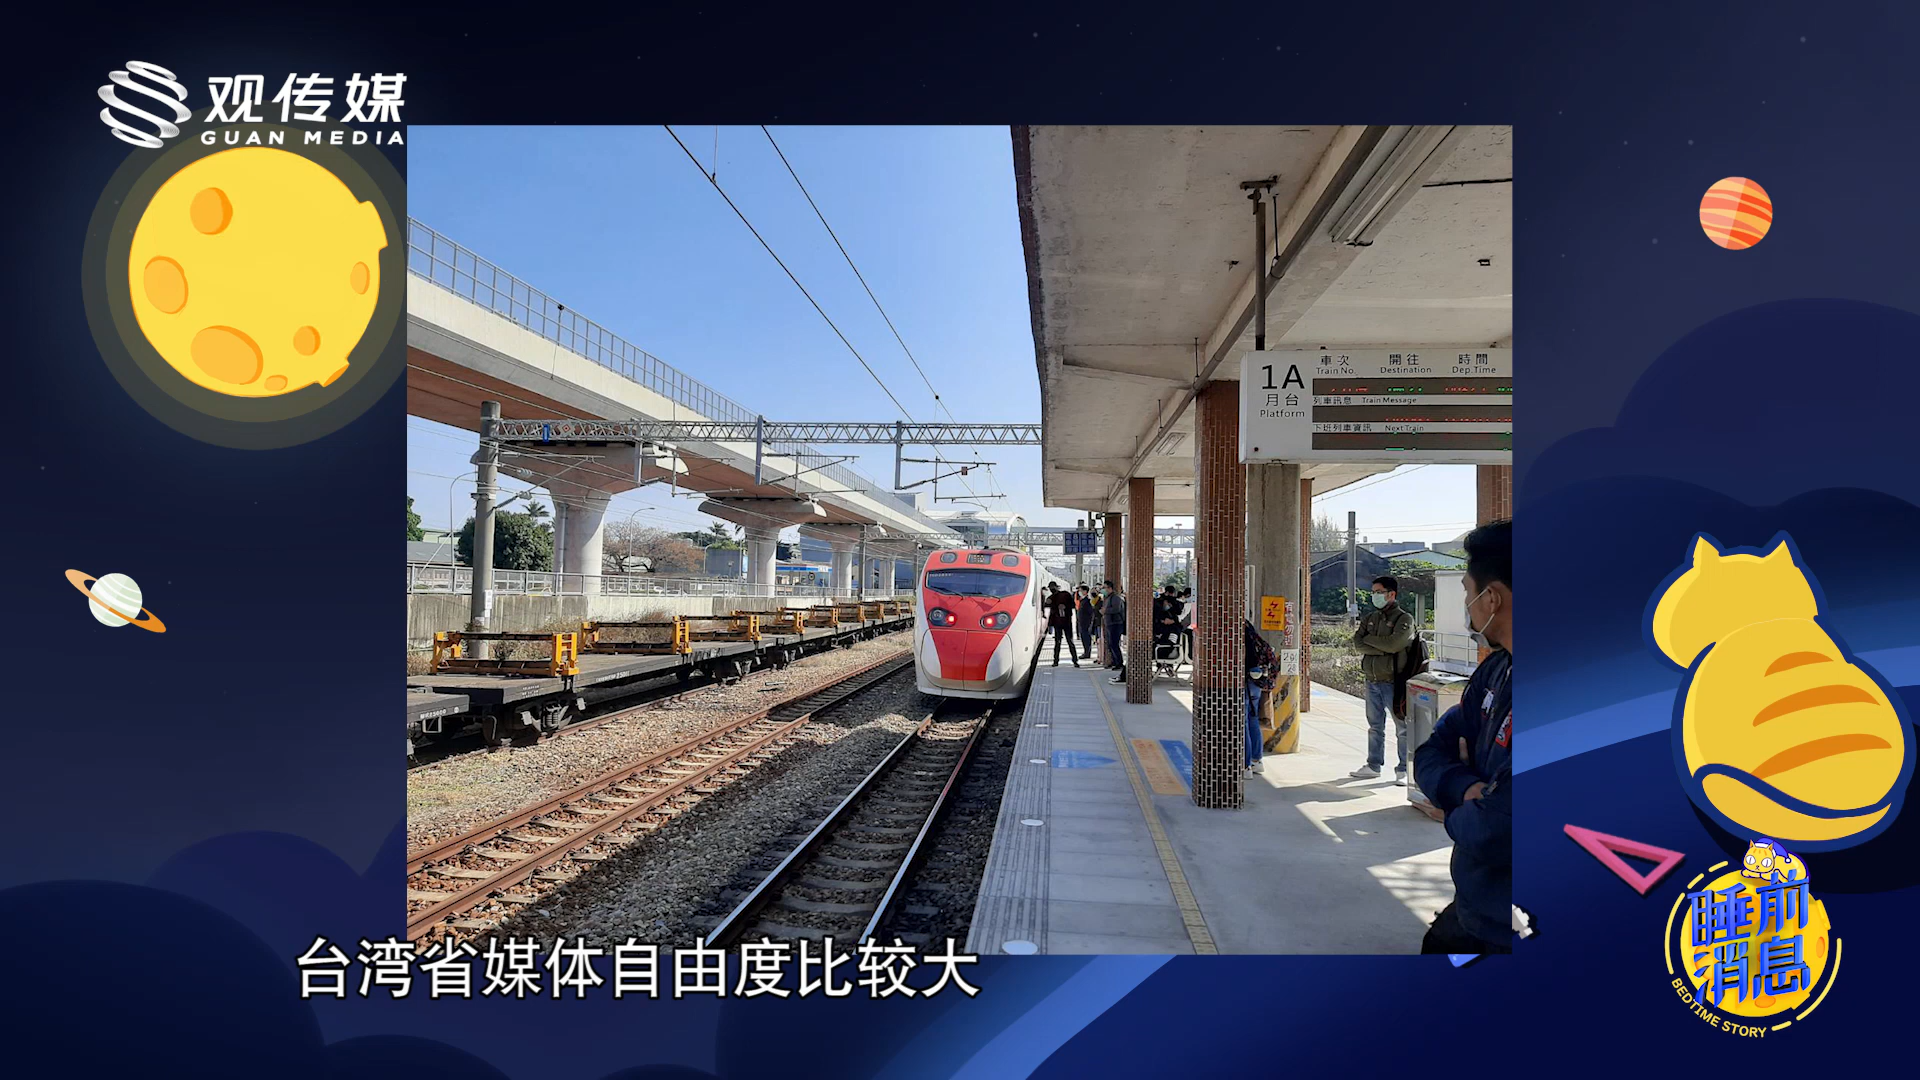 观传媒
GUAN MEDIA
1A
月台
Platform
車次
Train No.
開往
Destination
時間
Dep.Time
列車訊息 Train Message
下班列車資訊 Next Train
台湾省媒体自由度比较大
睡前
消息
BEDTIME STORY